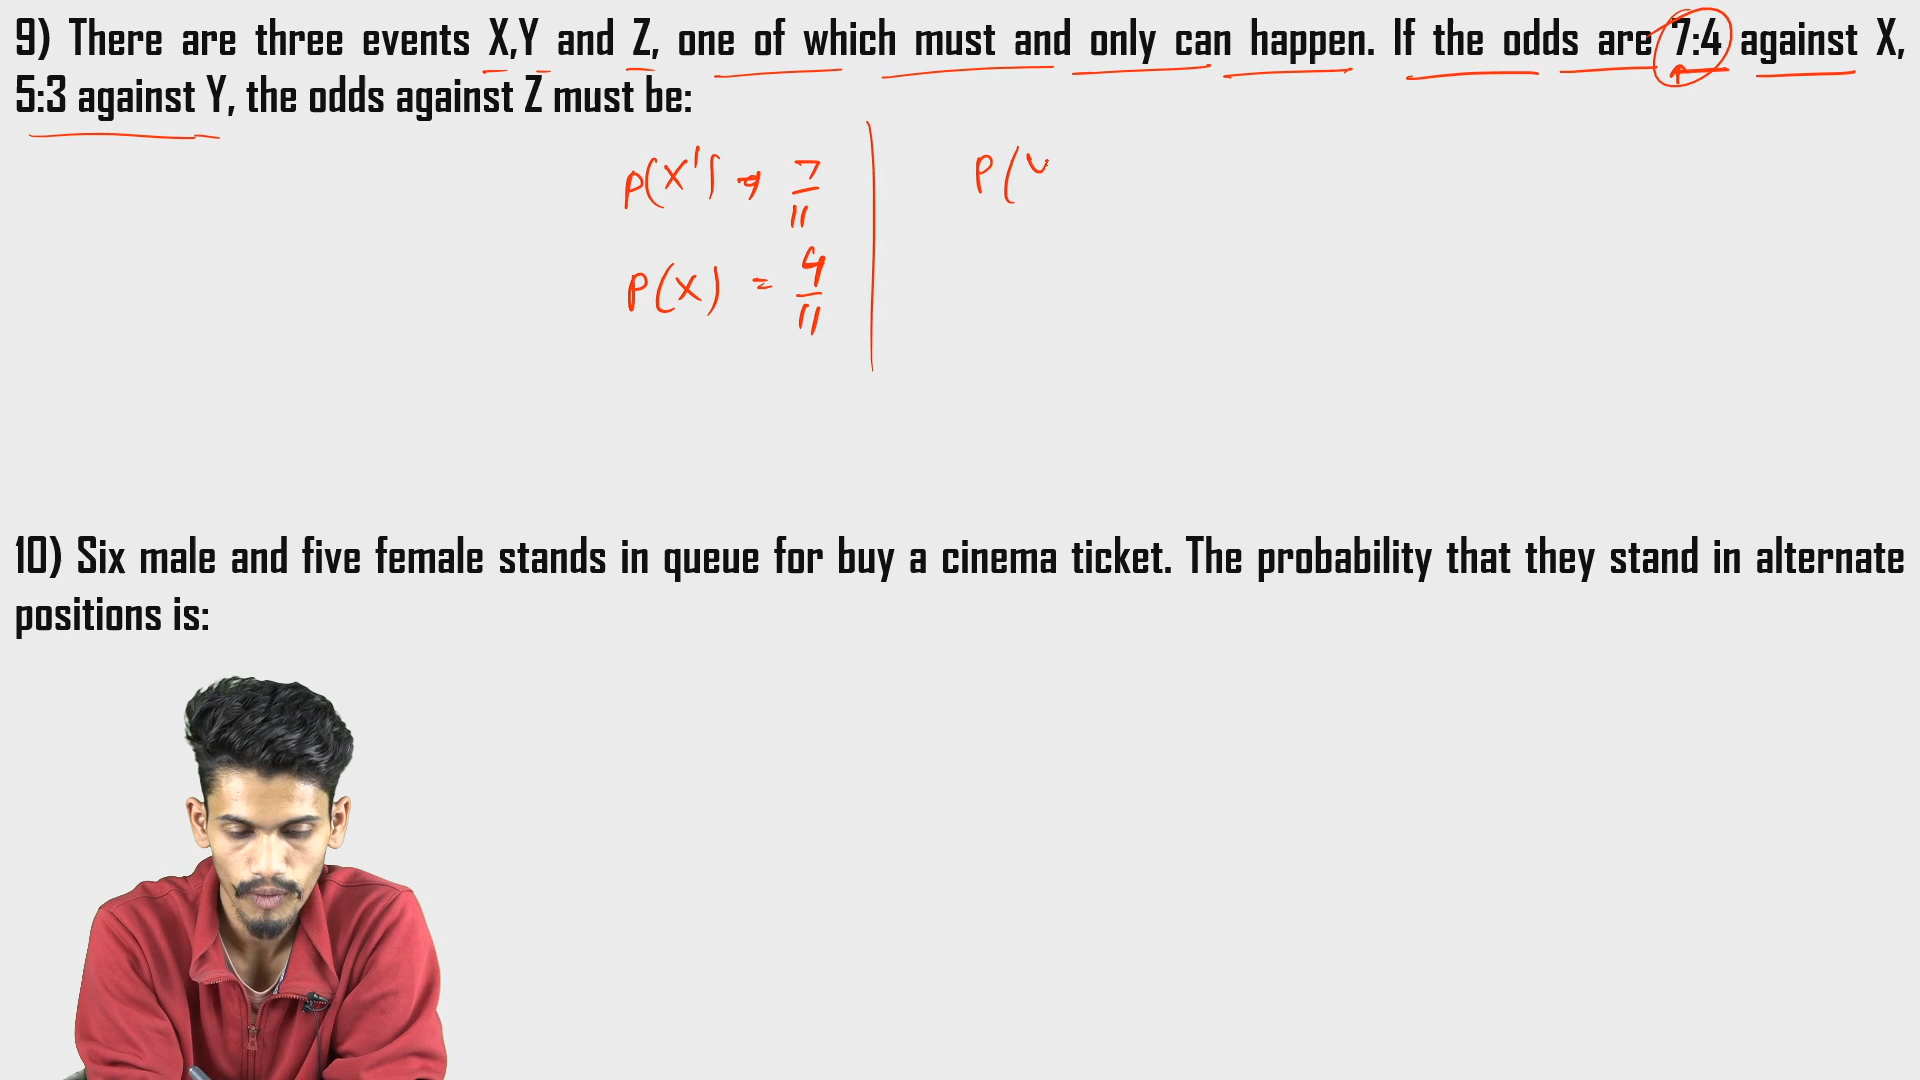 9) There are three events X,Y and Z, one of which must and only can happen. If the odds are 7:4 against X,
5:3 against Y, the odds against Z must be:
P(X') → 7/11
P(X) = 4/11
P(
10) Six male and five female stands in queue for buy a cinema ticket. The probability that they stand in alternate
positions is: